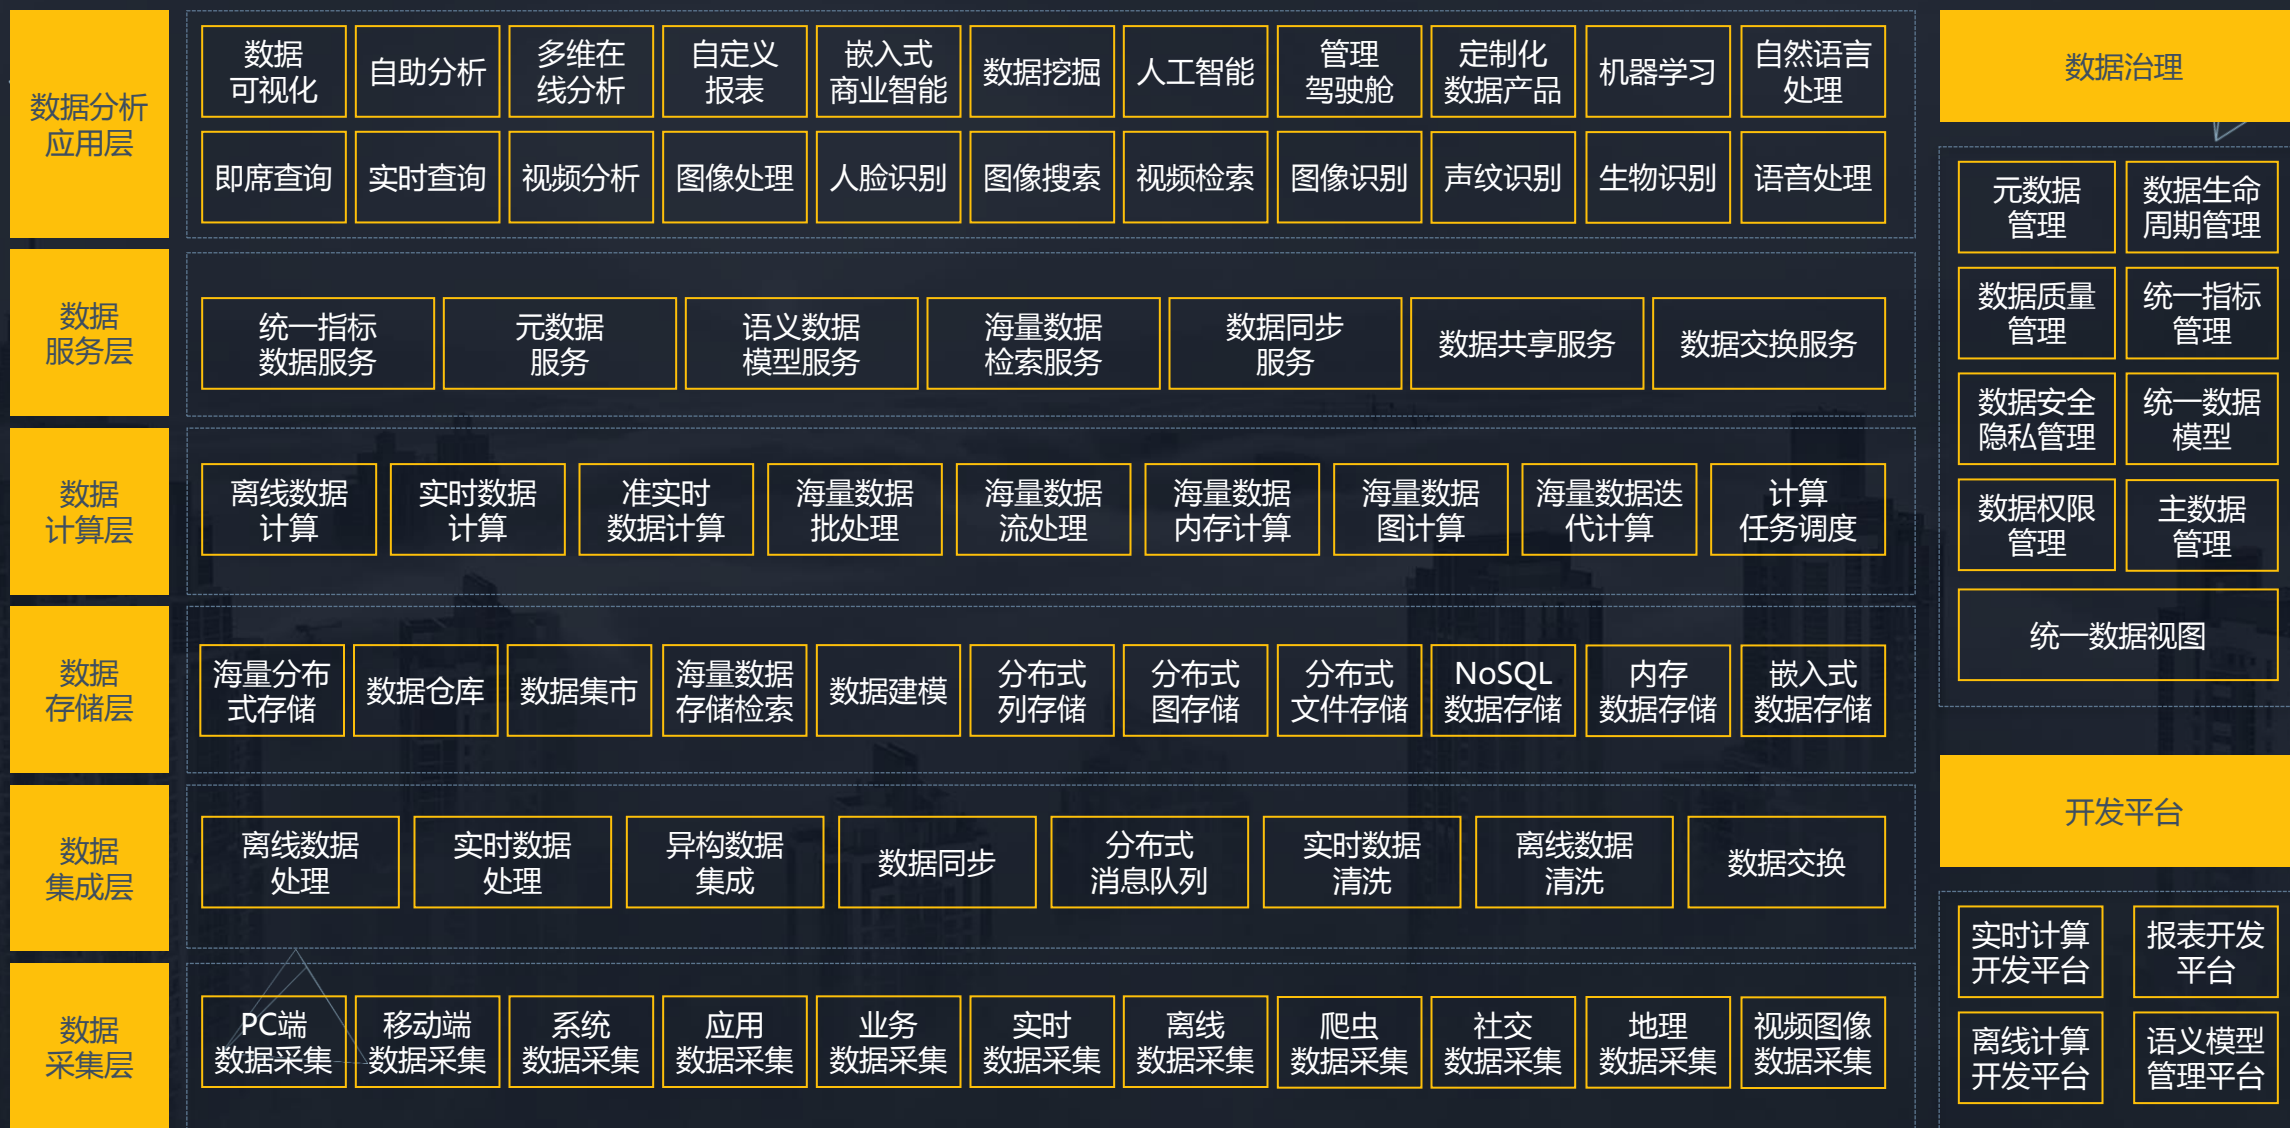 数据分析
应用层
数据
可视化
自助分析
多维在
线分析
自定义
报表
嵌入式
商业智能
数据挖掘
人工智能
管理
驾驶舱
定制化
数据产品
机器学习
自然语言
处理
即席查询
实时查询
视频分析
图像处理
人脸识别
图像搜索
视频检索
图像识别
声纹识别
生物识别
语音处理
数据
服务层
统一指标
数据服务
元数据
服务
语义数据
模型服务
海量数据
检索服务
数据同步
服务
数据共享服务
数据交换服务
数据
计算层
离线数据
计算
实时数据
计算
准实时
数据计算
海量数据
批处理
海量数据
流处理
海量数据
内存计算
海量数据
图计算
海量数据迭
代计算
计算
任务调度
数据
存储层
海量分布
式存储
数据仓库
数据集市
海量数据
存储检索
数据建模
分布式
列存储
分布式
图存储
分布式
文件存储
NoSQL
数据存储
内存
数据存储
嵌入式
数据存储
数据
集成层
离线数据
处理
实时数据
处理
异构数据
集成
数据同步
分布式
消息队列
实时数据
清洗
离线数据
清洗
数据交换
数据
采集层
PC端
数据采集
移动端
数据采集
系统
数据采集
应用
数据采集
业务
数据采集
实时
数据采集
离线
数据采集
爬虫
数据采集
社交
数据采集
地理
数据采集
视频图像
数据采集
数据治理
元数据
管理
数据生命
周期管理
数据质量
管理
统一指标
管理
数据安全
隐私管理
统一数据
模型
数据权限
管理
主数据
管理
统一数据视图
开发平台
实时计算
开发平台
报表开发
平台
离线计算
开发平台
语义模型
管理平台